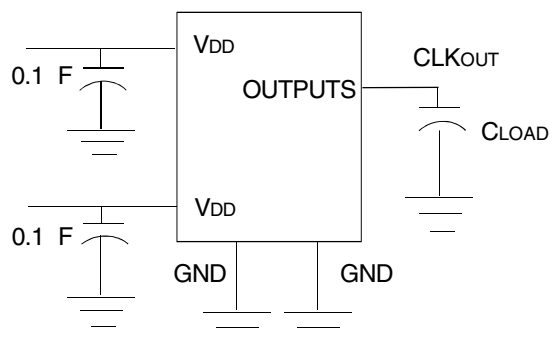 VDD
CLKOUT
0.1 F
OUTPUTS
CLOAD
VDD
0.1 F
GND
GND